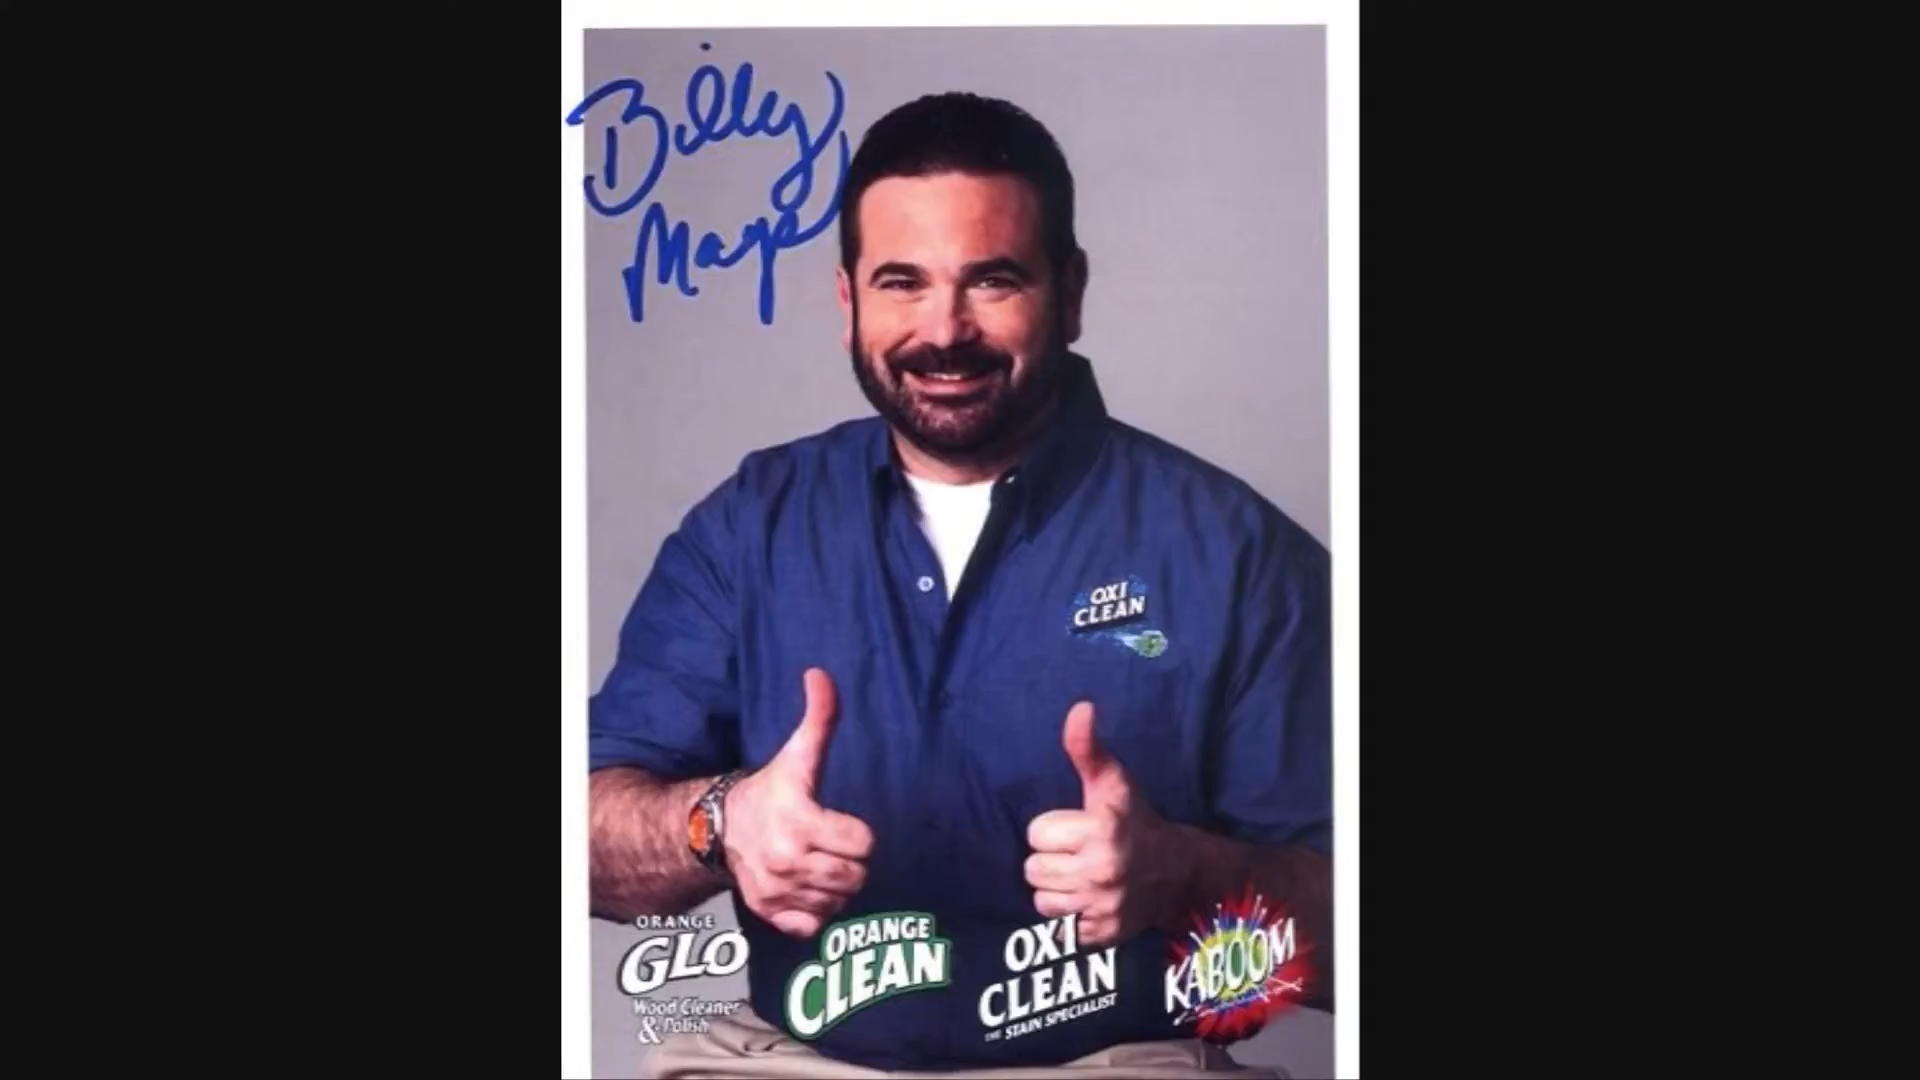 Billy
Mays
OXI
CLEAN
ORANGE
GLO
Wood Cleaner
& Polish
ORANGE
CLEAN
OXI
CLEAN
THE STAIN SPECIALIST
KABOOM